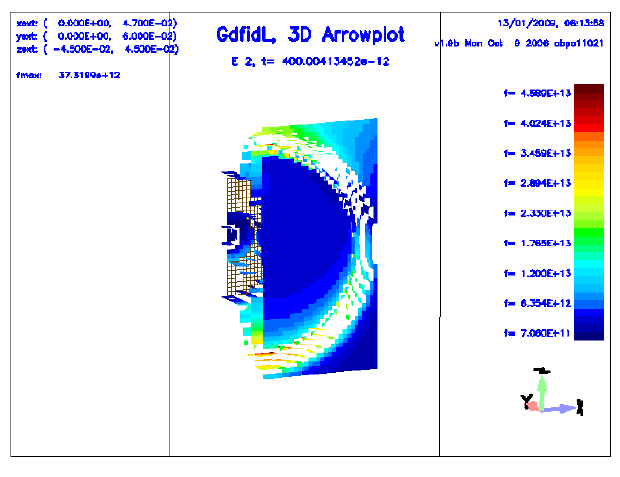 xext: ( 0.000E+00, 4.700E-02)
yext: ( 0.000E+00, 6.000E-02)
zext: ( -4.500E-02, 4.500E-02)
fmax: 37.3199e+12
GdfidL, 3D Arrowplot
E 2, t= 400.00413452e-12
13/01/2009, 06:13:58
v1.9b Mon Oct 9 2006 abpo11021
f= 4.589E+13
f= 4.024E+13
f= 3.459E+13
f= 2.894E+13
f= 2.330E+13
f= 1.765E+13
f= 1.200E+13
f= 6.354E+12
f= 7.060E+11
Z
Y
X